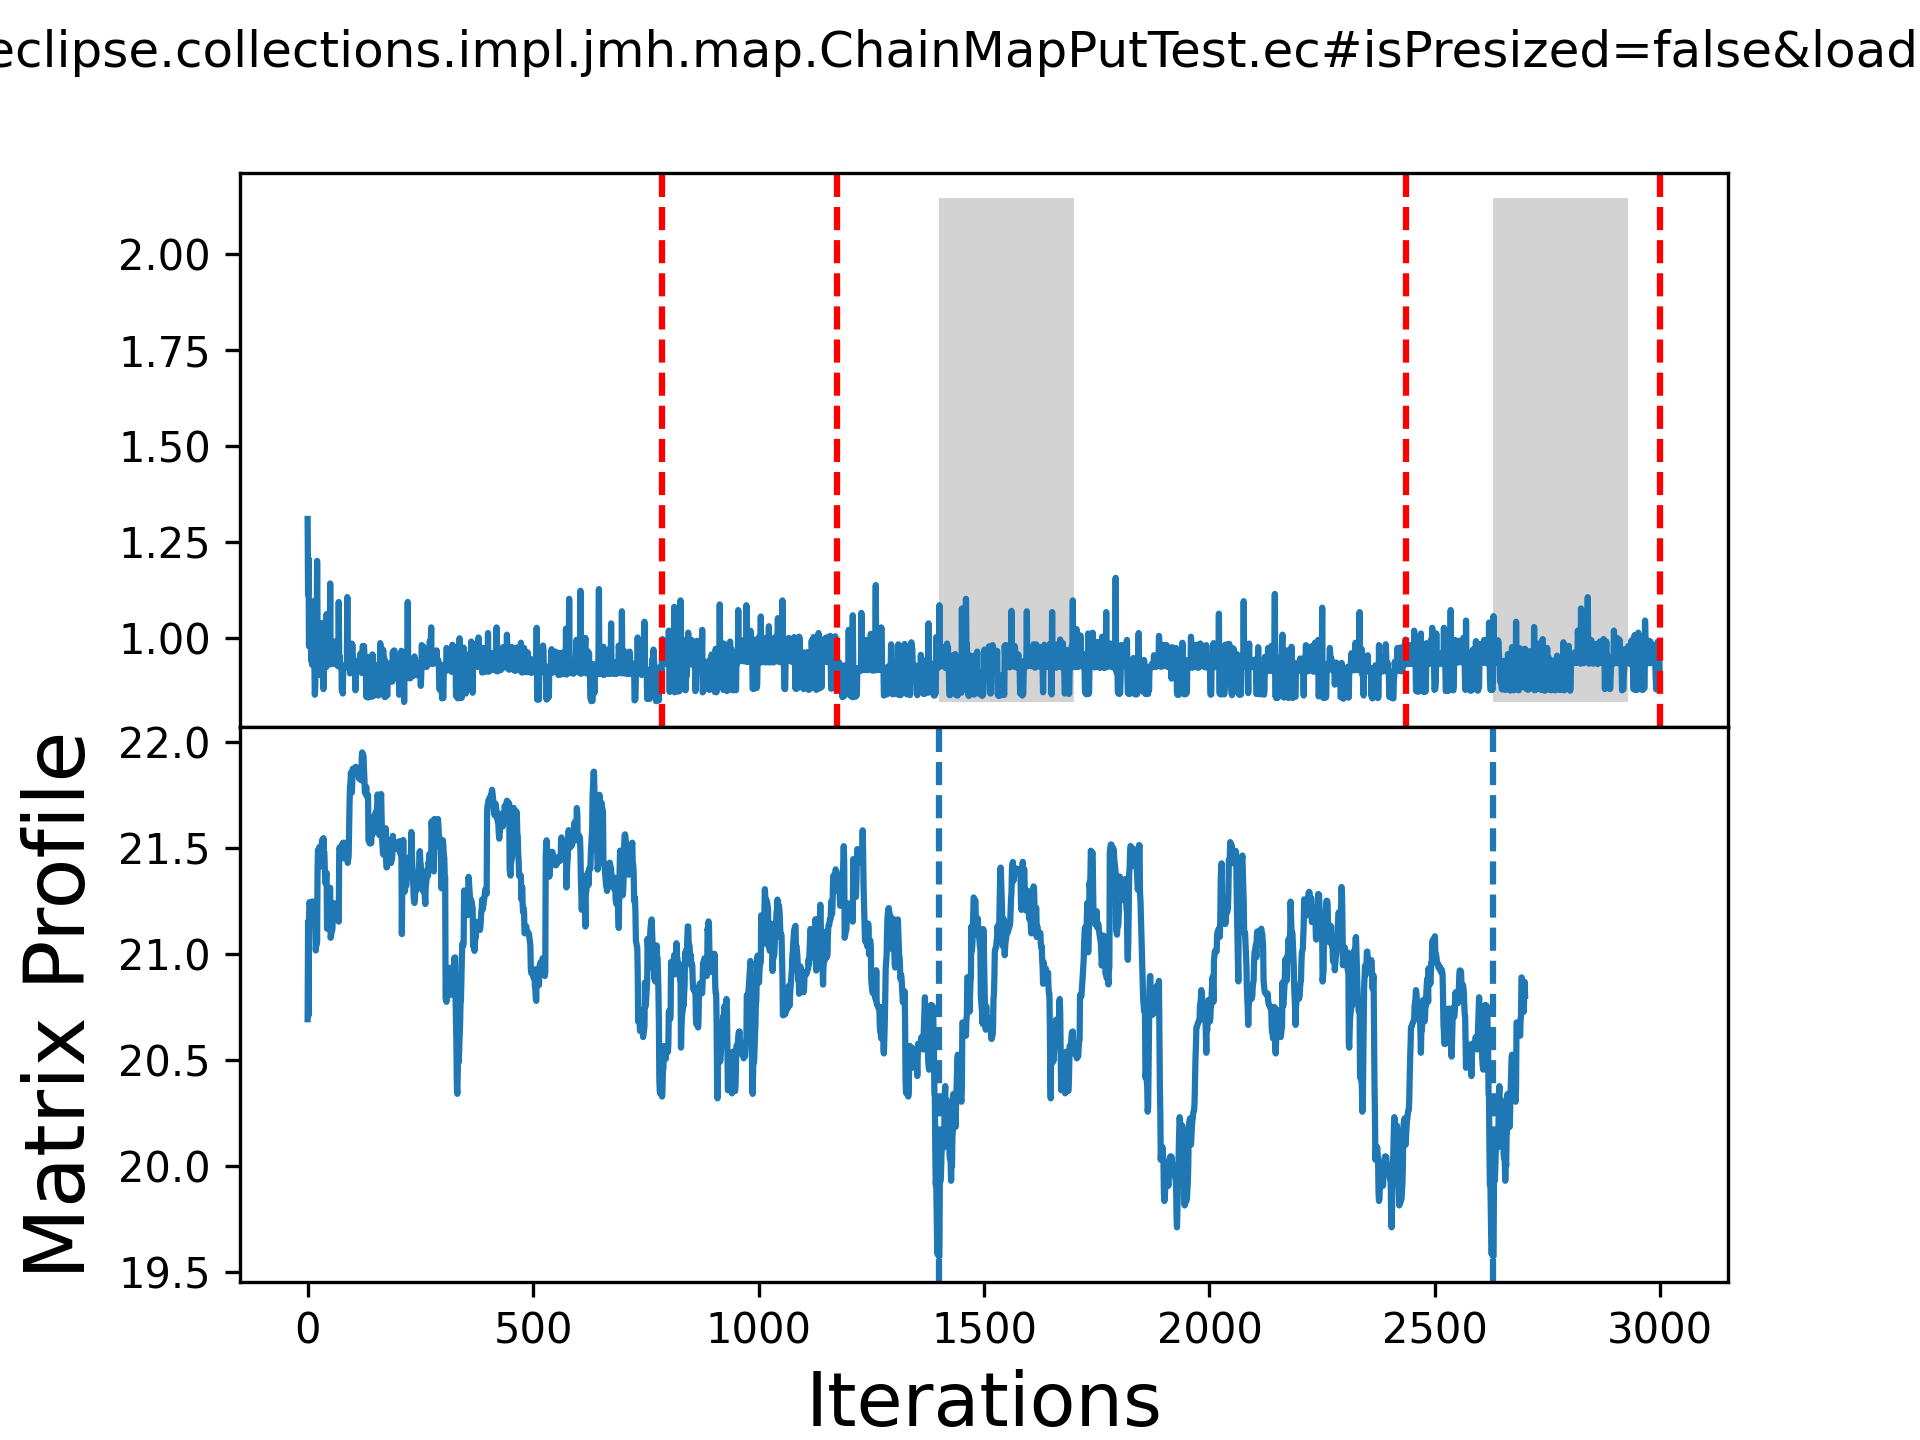 eclipse.collections.impl.jmh.map.ChainMapPutTest.ec#isPresized=false&load
2.00
1.75
1.50
1.25
1.00
Matrix Profile
22.0
21.5
21.0
20.5
20.0
19.5
0 500 1000 1500 2000 2500 3000
Iterations